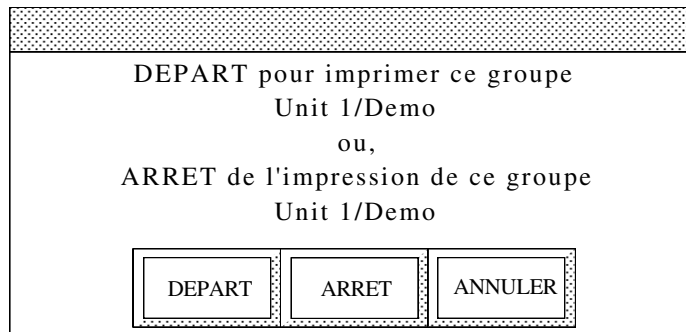 DEPART pour imprimer ce groupe
Unit 1/Demo
ou,
ARRET de l'impression de ce groupe
Unit 1/Demo
DEPART ARRET ANNULER